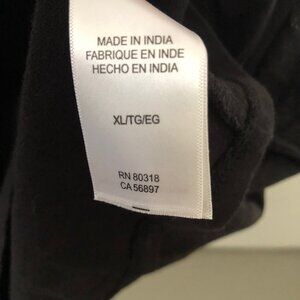 MADE IN INDIA
FABRIQUE EN INDE
HECHO EN INDIA
XL/TG/EG
RN 80318
CA 56897